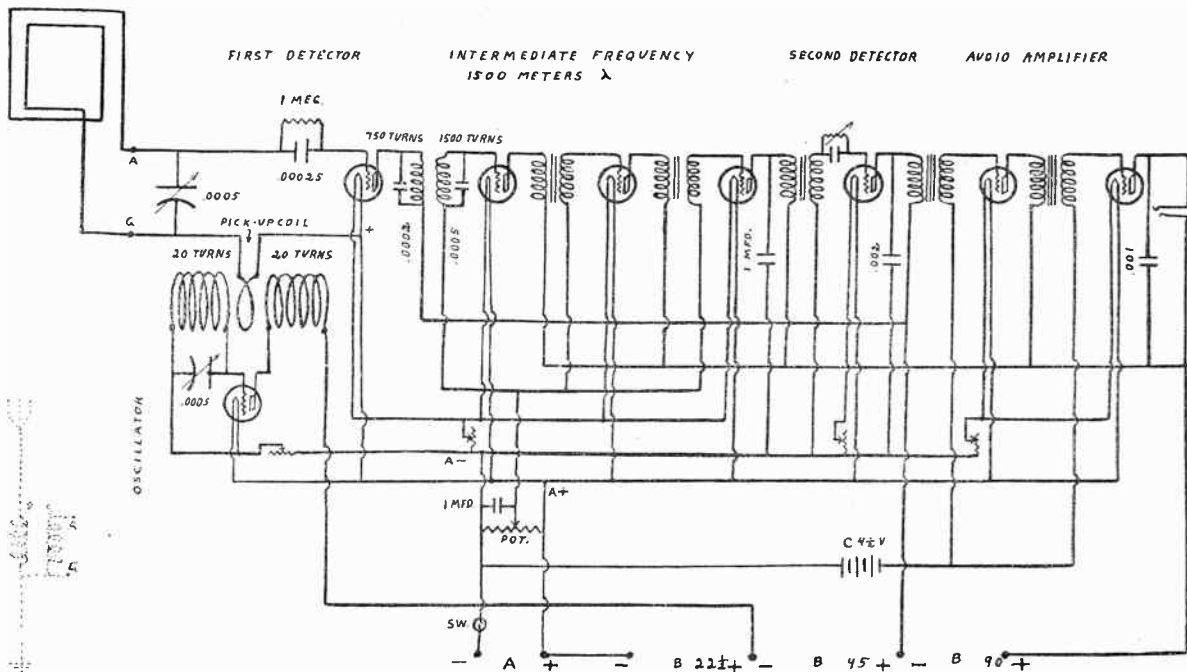 FIRST DETECTOR
INTERMEDIATE FREQUENCY
1500 METERS λ
SECOND DETECTOR
AUDIO AMPLIFIER
1 MEG.
750 TURNS
1500 TURNS
A
.00025
.0005
G
PICK-UP COIL
+
20 TURNS
20 TURNS
.0002
.0005
1 MFD.
.002
.001
.0005
OSCILLATOR
A-
A+
1 MFD.
POT.
C 4½ V
SW.
- A + - B 22½ + - B 45 + - B 90 +